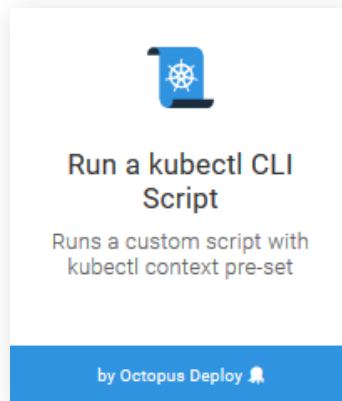 Run a kubectl CLI
Script
Runs a custom script with
kubectl context pre-set
by Octopus Deploy